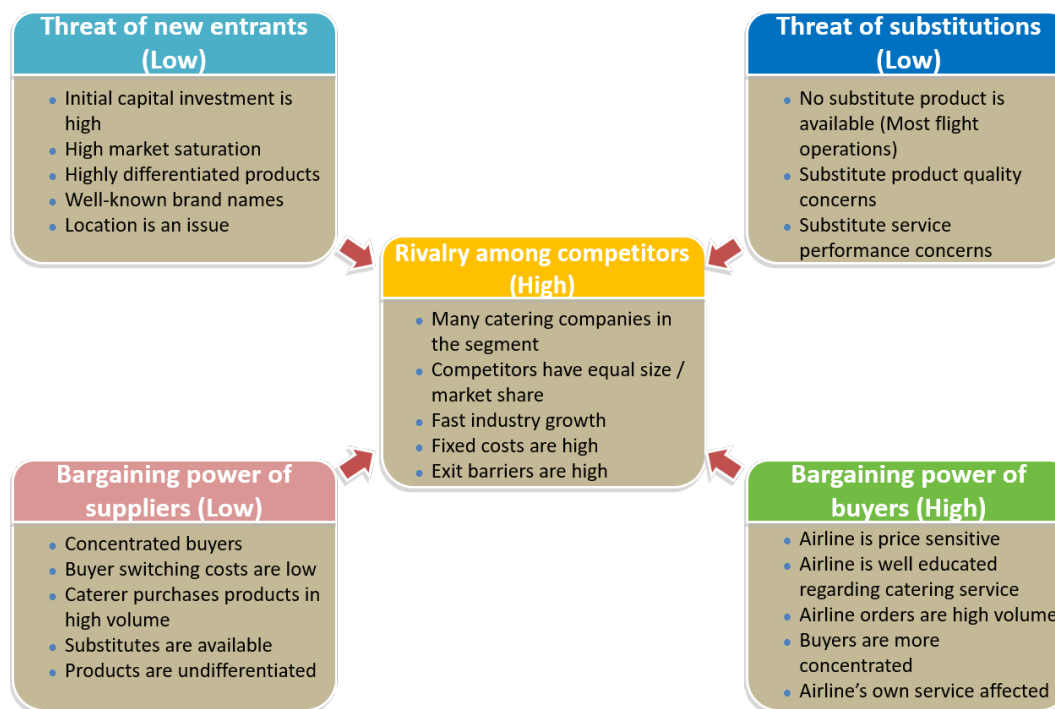 Threat of new entrants
(Low)
• Initial capital investment is
high
• High market saturation
• Highly differentiated products
• Well-known brand names
• Location is an issue
Threat of substitutions
(Low)
• No substitute product is
available (Most flight
operations)
• Substitute product quality
concerns
• Substitute service
performance concerns
Rivalry among competitors
(High)
• Many catering companies in
the segment
• Competitors have equal size /
market share
• Fast industry growth
• Fixed costs are high
• Exit barriers are high
Bargaining power of
suppliers (Low)
• Concentrated buyers
• Buyer switching costs are low
• Caterer purchases products in
high volume
• Substitutes are available
• Products are undifferentiated
Bargaining power of
buyers (High)
• Airline is price sensitive
• Airline is well educated
regarding catering service
• Airline orders are high volume
• Buyers are more
concentrated
• Airline’s own service affected